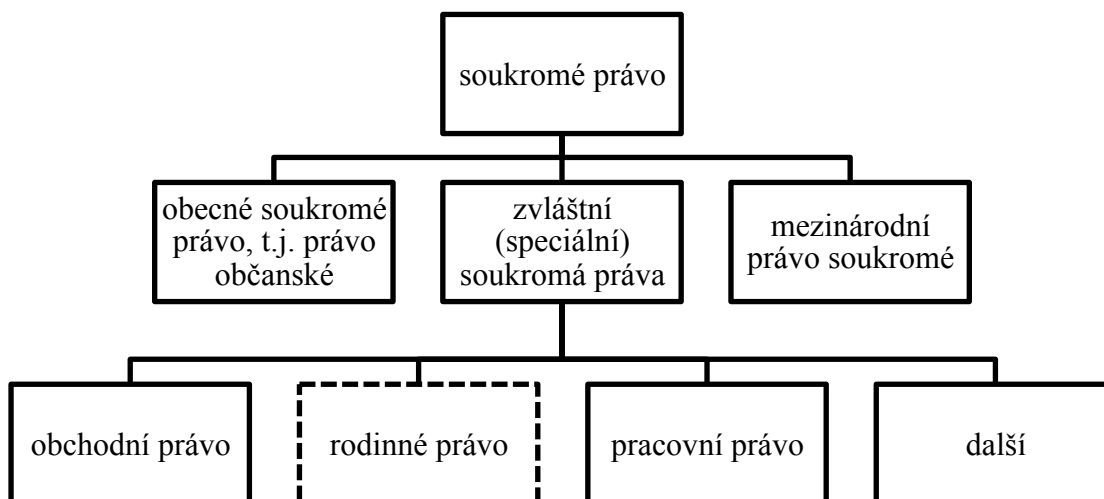 soukromé právo
obecné soukromé
právo, t.j. právo
občanské
zvláštní
(speciální)
soukromá práva
mezinárodní
právo soukromé
obchodní právo
rodinné právo
pracovní právo
další